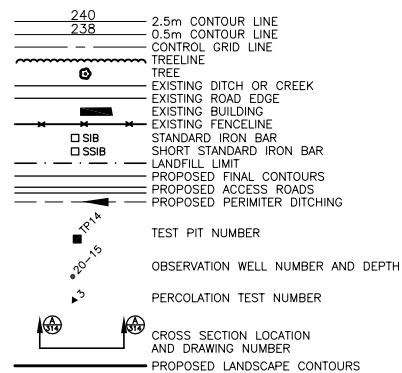 240
2.5m CONTOUR LINE
238
0.5m CONTOUR LINE
CONTROL GRID LINE
TREELINE
TREE
EXISTING DITCH OR CREEK
EXISTING ROAD EDGE
EXISTING BUILDING
EXISTING FENCELINE
SIB STANDARD IRON BAR
SSIB SHORT STANDARD IRON BAR
LANDFILL LIMIT
PROPOSED FINAL CONTOURS
PROPOSED ACCESS ROADS
PROPOSED PERIMITER DITCHING
TP14
TEST PIT NUMBER
20-15
OBSERVATION WELL NUMBER AND DEPTH
3
PERCOLATION TEST NUMBER
A A
314 314
CROSS SECTION LOCATION
AND DRAWING NUMBER
PROPOSED LANDSCAPE CONTOURS